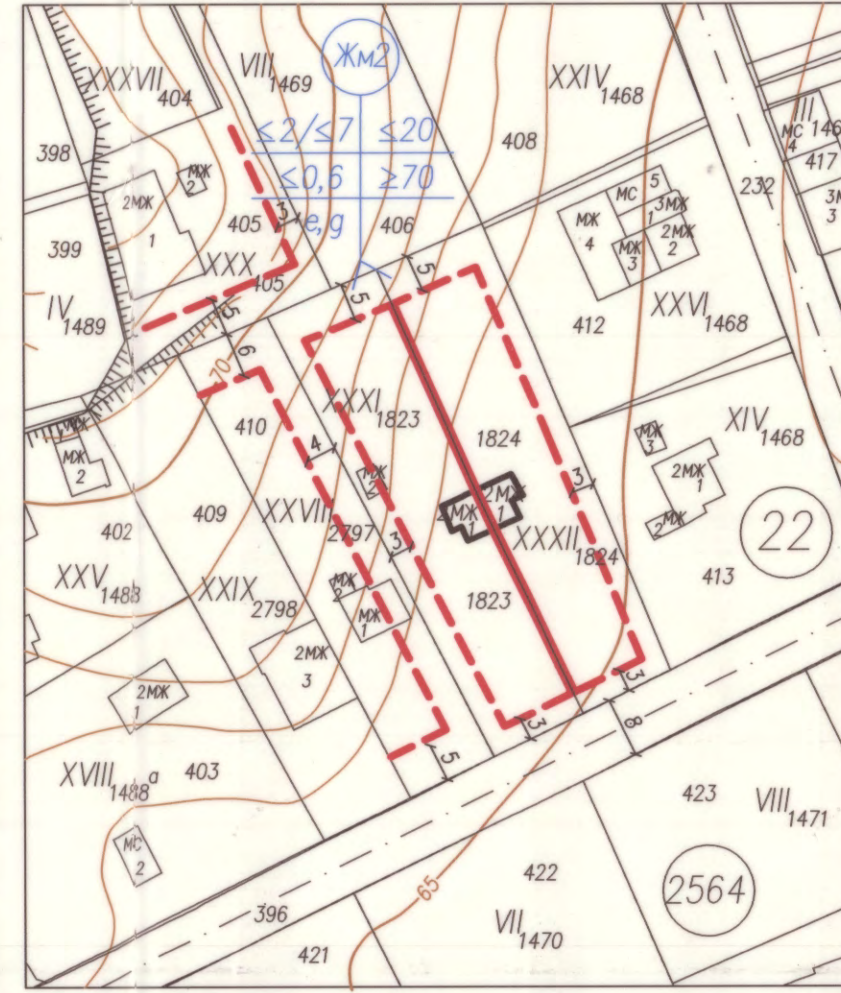 XXXVII 404
VIII 1469
Жм2
XXIV 1468
III 146
МС 4
417
≤2/≤7 ≤20
≤0,6 ≥70
e,g
398
408
232
2МЖ 1
МЖ 2
МС 5
3МЖ 1
2МЖ 2
МЖ 3
МЖ 4
3М 3
405
3
406
399
XXX 405
5
5
IV 1489
5
6
70
412
XXVI 1468
XXXI 1823
410
1824
МЖ 3
XIV 1468
4
МЖ 2
МЖ 2
2МЖ 1
2МЖ 1
3
2МЖ 1
2МЖ
22
402
409
XXVII 2797
3
XXXII 1824
413
XXV 1488
XXIX 2798
МЖ 2
МЖ 1
1823
2МЖ 3
3
2МЖ 1
3
8
5
XVIII 1488 a
403
423
VIII 1471
МС 2
65
422
2564
396
VII 1470
421